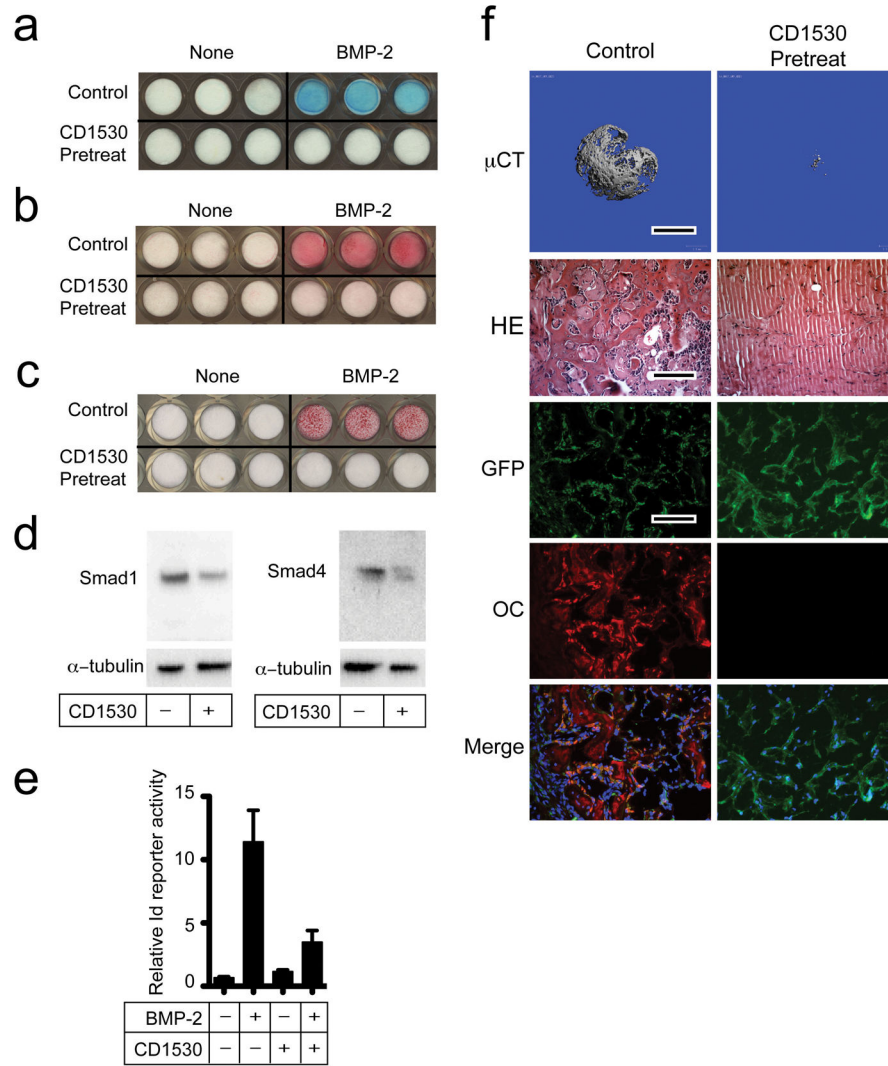 a
None BMP-2
Control
CD1530
Pretreat
b
None BMP-2
Control
CD1530
Pretreat
c
None BMP-2
Control
CD1530
Pretreat
d
Smad1
α–tubulin
CD1530 – +
Smad4
α–tubulin
CD1530 – +
e
Relative Id reporter activity
15
10
5
0
BMP-2 – + – +
CD1530 – – + +
f
Control
CD1530
Pretreat
μCT
HE
GFP
OC
Merge